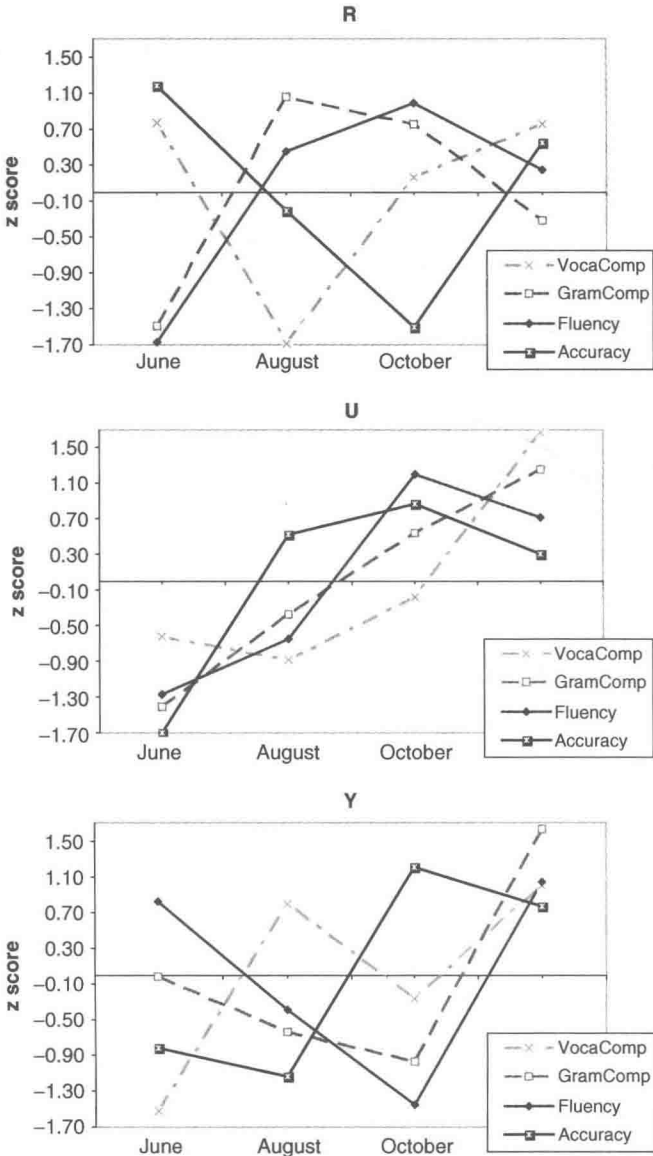 R
1.50
1.10
0.70
0.30
−0.10
−0.50
−0.90
−1.30
−1.70
z score
June August October
VocaComp
GramComp
Fluency
Accuracy
U
1.50
1.10
0.70
0.30
−0.10
−0.50
−0.90
−1.30
−1.70
z score
June August October
VocaComp
GramComp
Fluency
Accuracy
Y
1.50
1.10
0.70
0.30
−0.10
−0.50
−0.90
−1.30
−1.70
z score
June August October
VocaComp
GramComp
Fluency
Accuracy